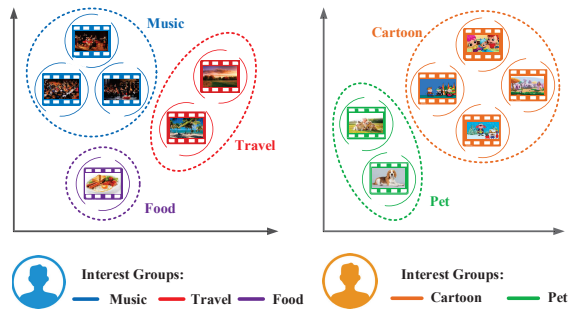 Music
Travel
Food
Cartoon
Pet
Interest Groups:
Music Travel Food
Interest Groups:
Cartoon Pet